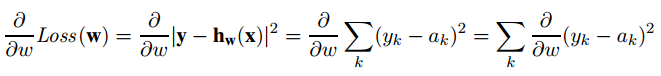 ∂/∂w Loss(𝐰) = ∂/∂w |𝐲 − 𝐡_𝐰(𝐱)|² = ∂/∂w ∑_k (y_k − a_k)² = ∑_k ∂/∂w (y_k − a_k)²